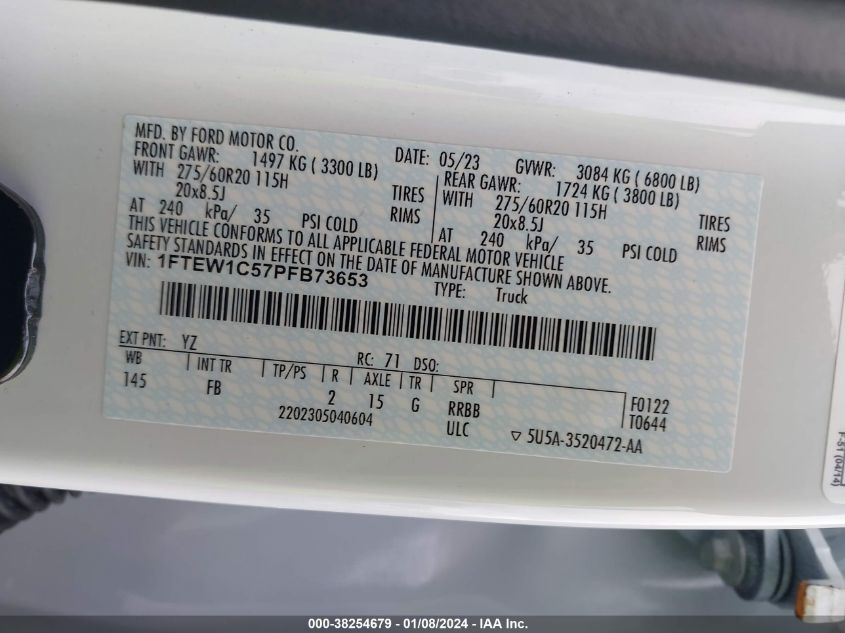 MFD. BY FORD MOTOR CO.
DATE: 05/23 GVWR: 3084 KG ( 6800 LB)
FRONT GAWR: 1497 KG ( 3300 LB) REAR GAWR: 1724 KG ( 3800 LB)
WITH 275/60R20 115H TIRES WITH 275/60R20 115H TIRES
20x8.5J RIMS 20x8.5J RIMS
AT 240 kPa/ 35 PSI COLD AT 240 kPa/ 35 PSI COLD
THIS VEHICLE CONFORMS TO ALL APPLICABLE FEDERAL MOTOR VEHICLE
SAFETY STANDARDS IN EFFECT ON THE DATE OF MANUFACTURE SHOWN ABOVE.
VIN: 1FTEW1C57PFB73653
TYPE: Truck
EXT PNT: YZ RC: 71 DSO:
WB INT TR TP/PS R AXLE TR SPR
145 FB 2 15 G RRBB
F0122
T0644
2202305040604 ULC
▽ 5U5A-3520472-AA
F-51 (04/14)
000-38254679 - 01/08/2024 - IAA Inc.